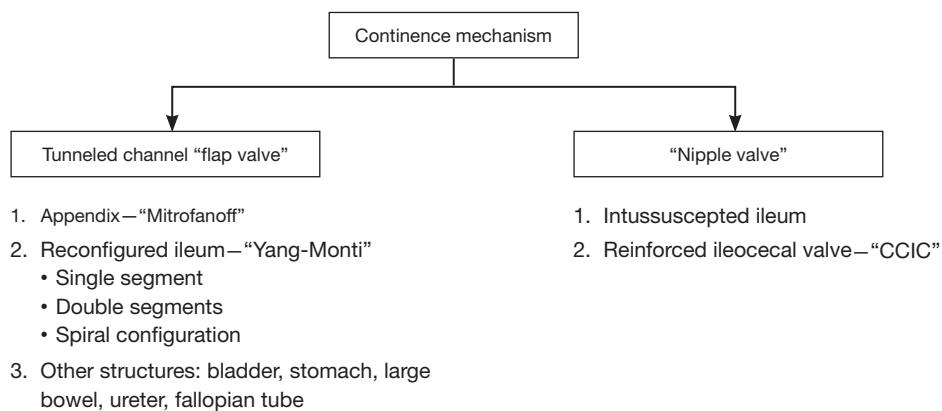 Continence mechanism
Tunneled channel “flap valve”
1. Appendix—“Mitrofanoff”
2. Reconfigured ileum—“Yang-Monti”
• Single segment
• Double segments
• Spiral configuration
3. Other structures: bladder, stomach, large
bowel, ureter, fallopian tube
“Nipple valve”
1. Intussuscepted ileum
2. Reinforced ileocecal valve—“CCIC”